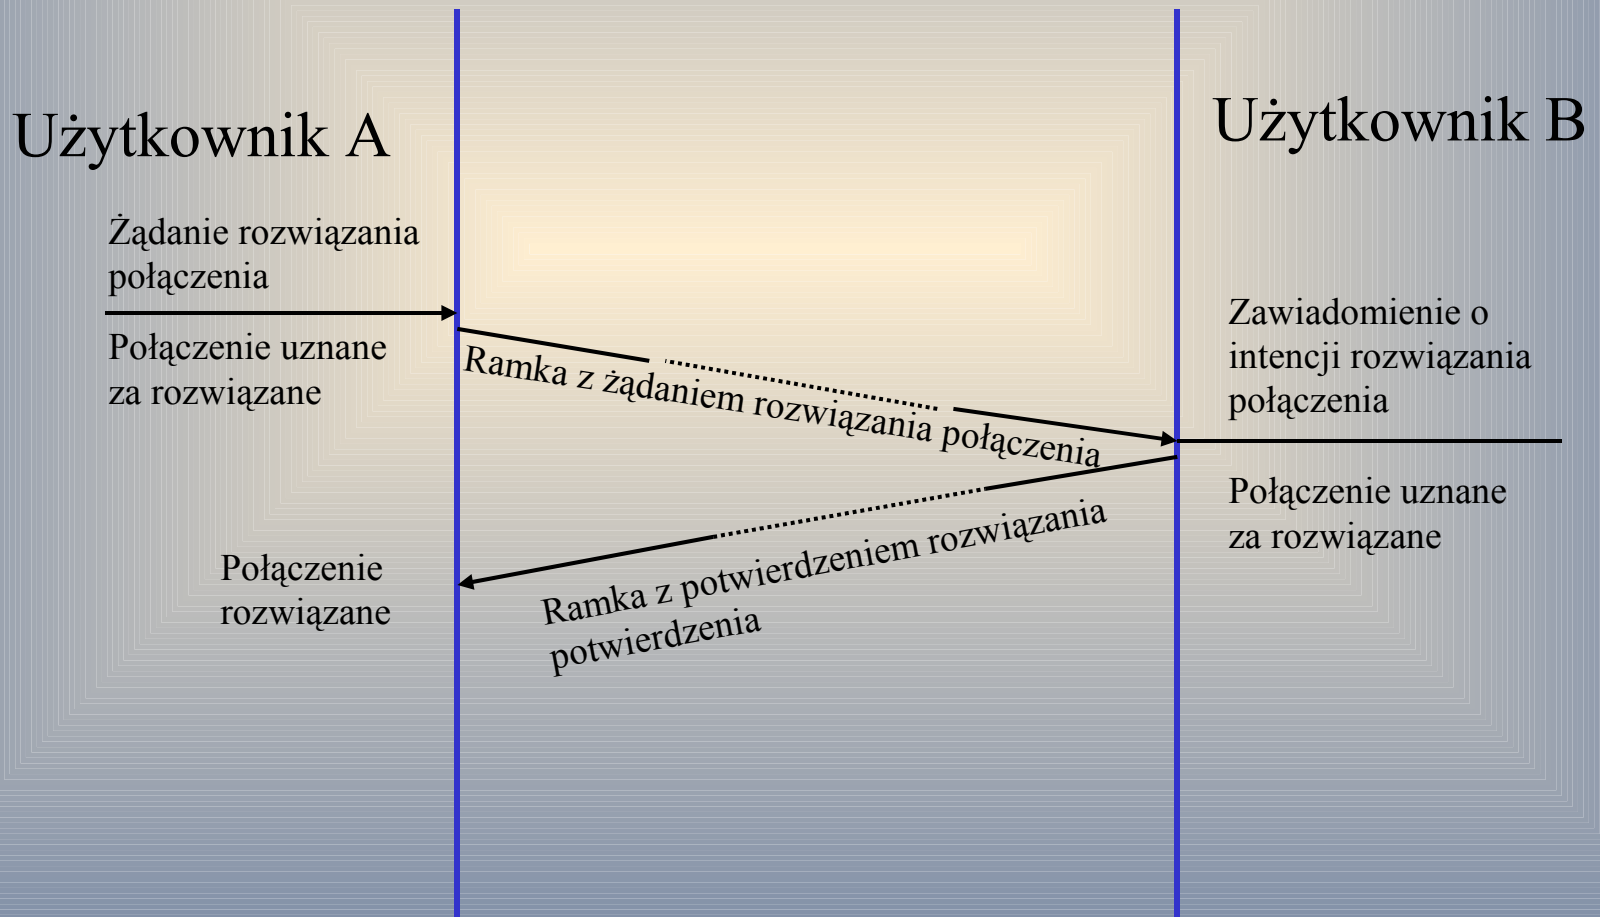 Użytkownik A
Użytkownik B
Żądanie rozwiązania
połączenia
Połączenie uznane
za rozwiązane
Ramka z żądaniem rozwiązania połączenia
Zawiadomienie o
intencji rozwiązania
połączenia
Połączenie uznane
za rozwiązane
Ramka z potwierdzeniem rozwiązania
potwierdzenia
Połączenie
rozwiązane